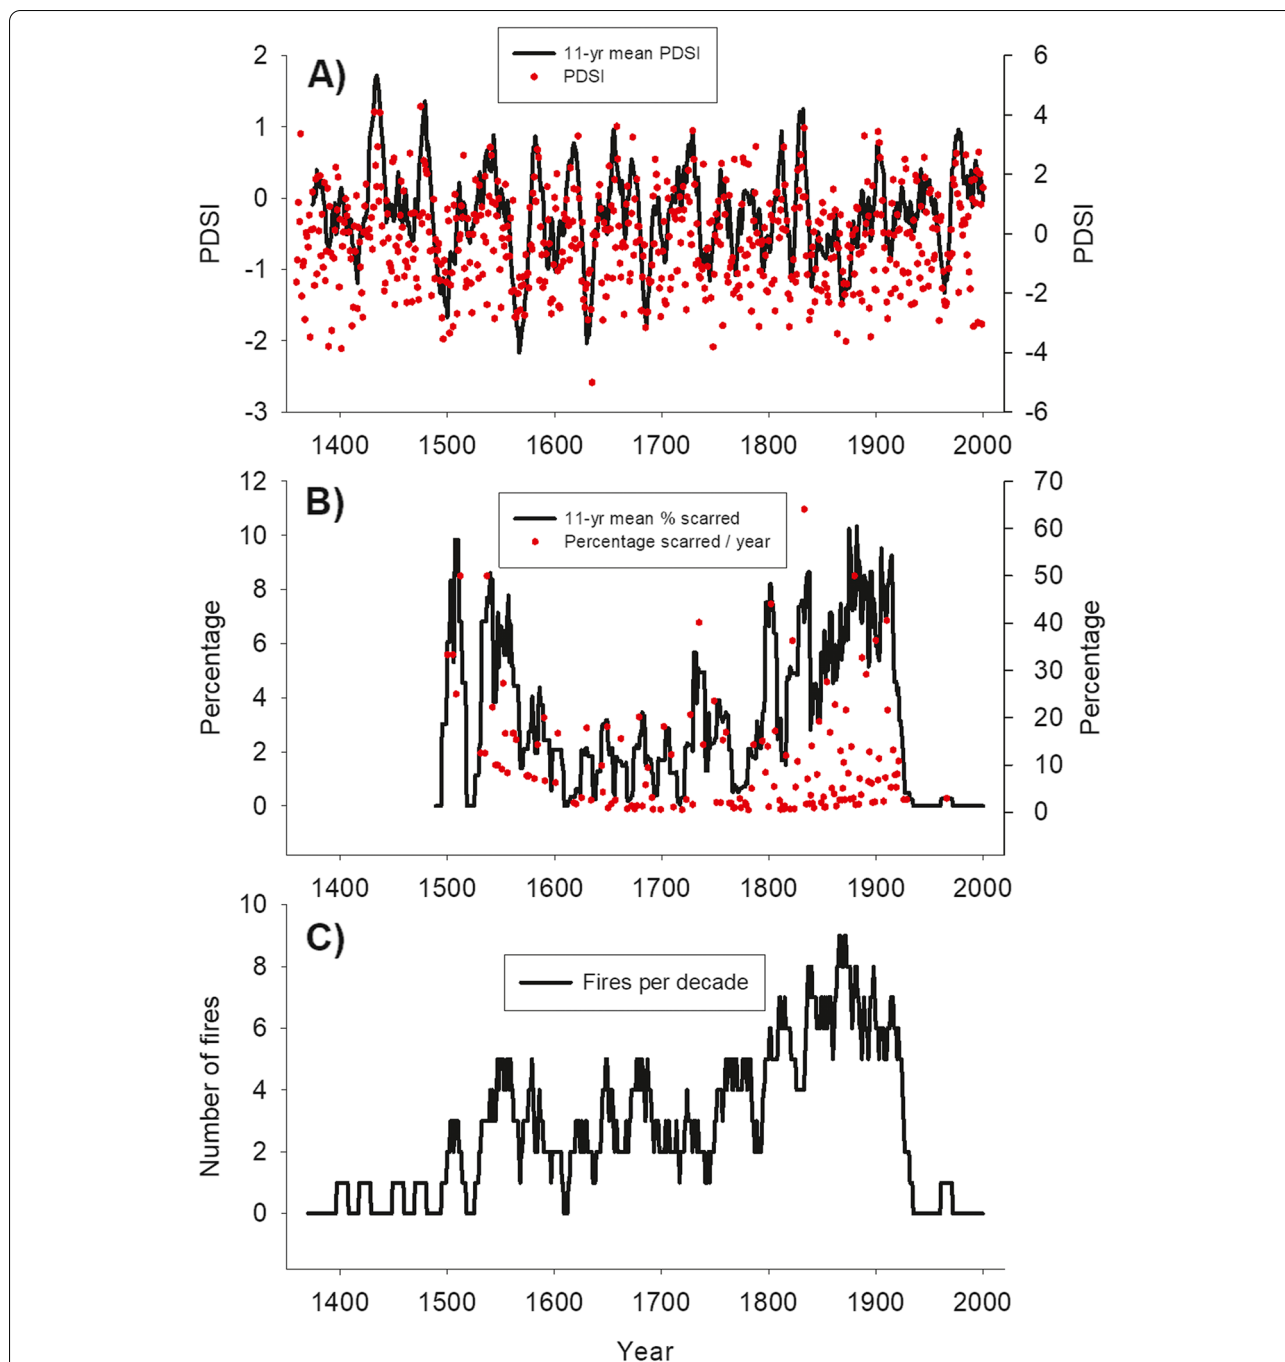 A)
11-yr mean PDSI
PDSI
2
1
0
-1
-2
-3
PDSI
6
4
2
0
-2
-4
-6
PDSI
1400 1500 1600 1700 1800 1900 2000
B)
11-yr mean % scarred
Percentage scarred / year
12
10
8
6
4
2
0
Percentage
70
60
50
40
30
20
10
0
Percentage
1400 1500 1600 1700 1800 1900 2000
C)
Fires per decade
10
8
6
4
2
0
Number of fires
1400 1500 1600 1700 1800 1900 2000
Year